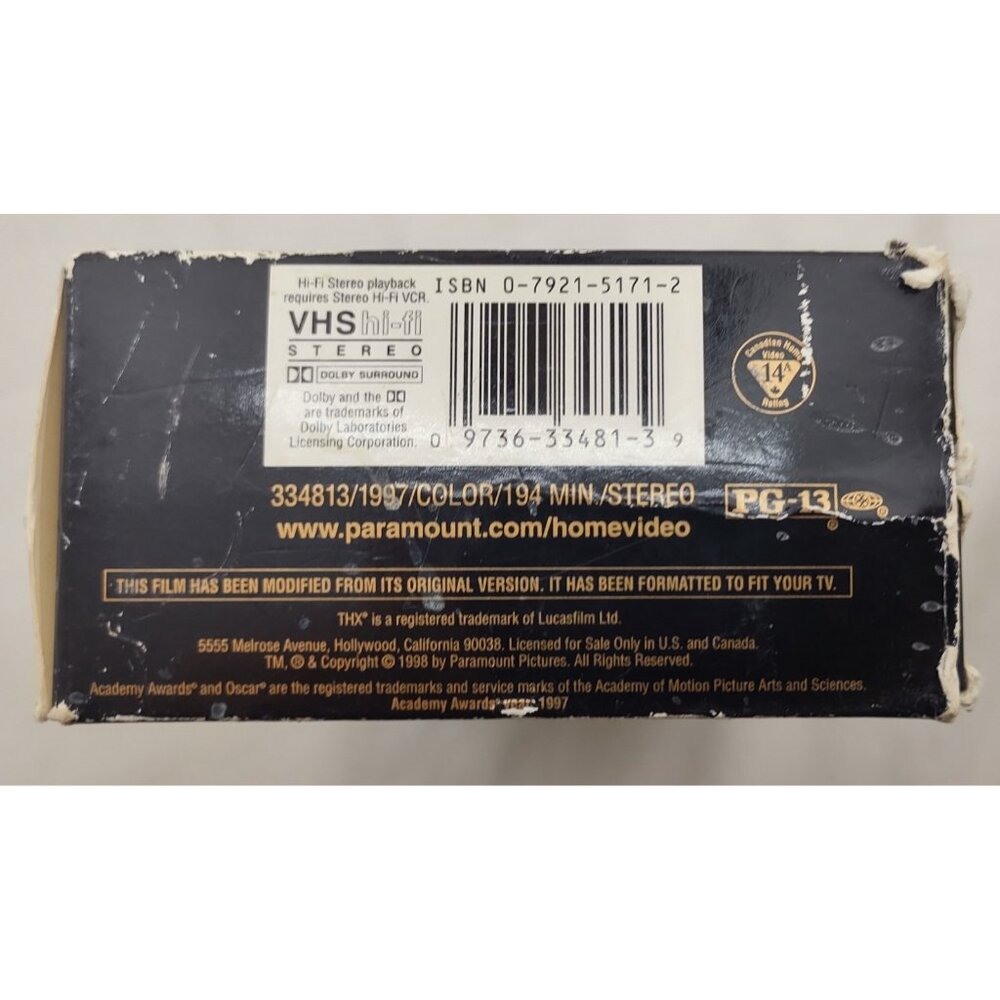 Hi-Fi Stereo playback
requires Stereo Hi-Fi VCR.
VHS hi-fi
STEREO
DOLBY SURROUND
Dolby and the
are trademarks of
Dolby Laboratories
Licensing Corporation.
ISBN 0-7921-5171-2
0 9736-33481-3 9
Canadian Home
Video
14A
Rating
334813/1997/COLOR/194 MIN./STEREO
PG-13 ®
www.paramount.com/homevideo
THIS FILM HAS BEEN MODIFIED FROM ITS ORIGINAL VERSION. IT HAS BEEN FORMATTED TO FIT YOUR TV.
THX® is a registered trademark of Lucasfilm Ltd.
5555 Melrose Avenue, Hollywood, California 90038. Licensed for Sale Only in U.S. and Canada.
TM, ® & Copyright © 1998 by Paramount Pictures. All Rights Reserved.
Academy Awards® and Oscar® are the registered trademarks and service marks of the Academy of Motion Picture Arts and Sciences.
Academy Awards® year: 1997